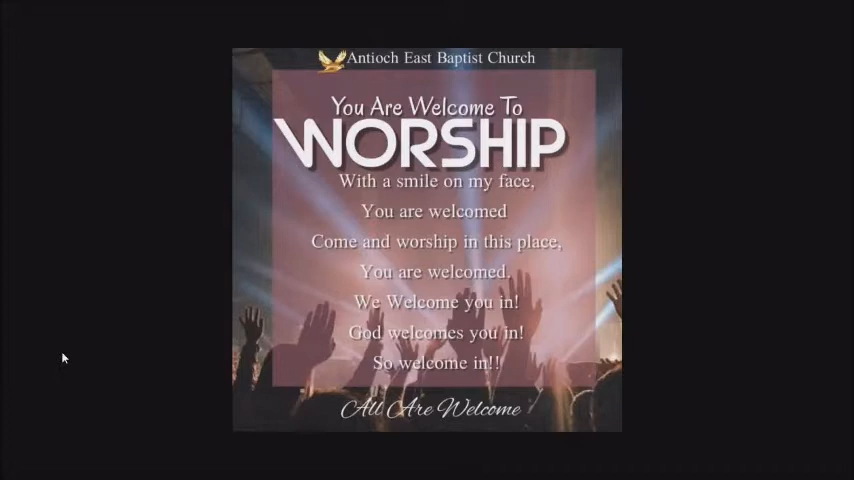 Antioch East Baptist Church
You Are Welcome To
WORSHIP
With a smile on my face,
You are welcomed
Come and worship in this place,
You are welcomed.
We Welcome you in!
God welcomes you in!
So welcome in!!
All Are Welcome